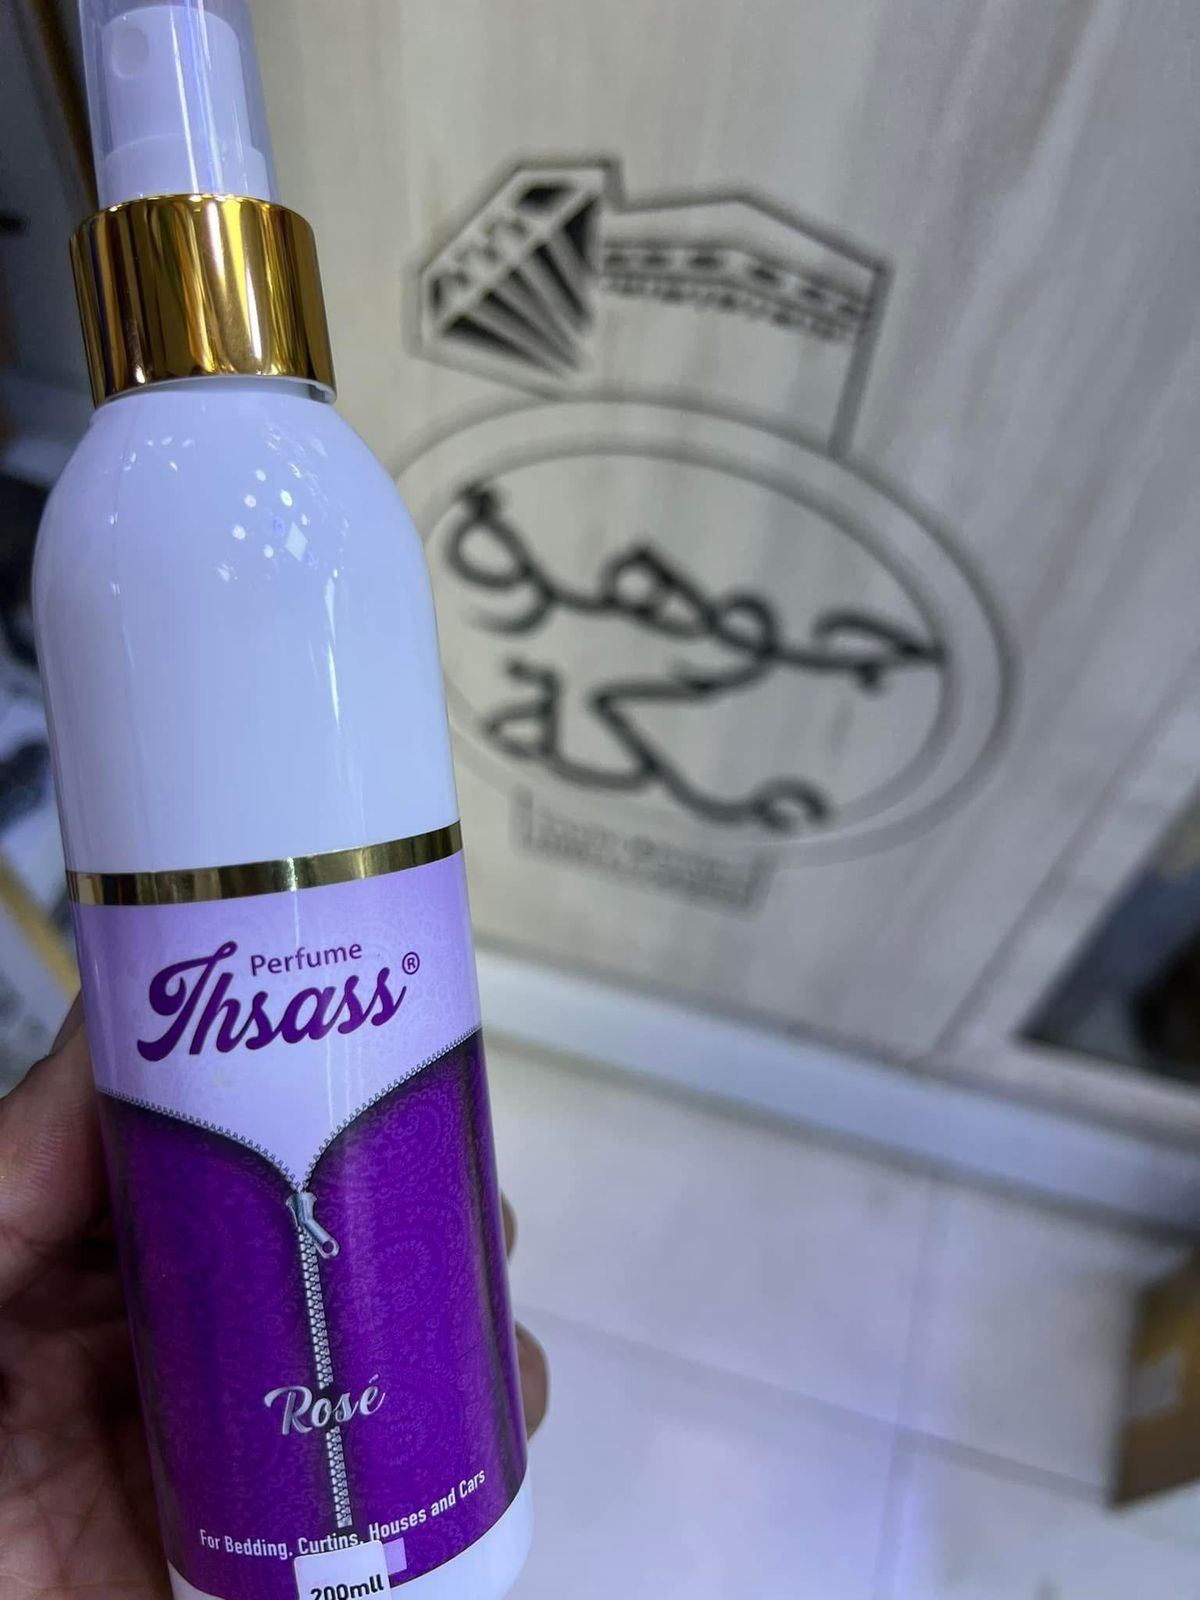 Perfume
Ihsass®
Rosé
For Bedding. Curtins. Houses and Cars
200mll
جوهرة
مكة